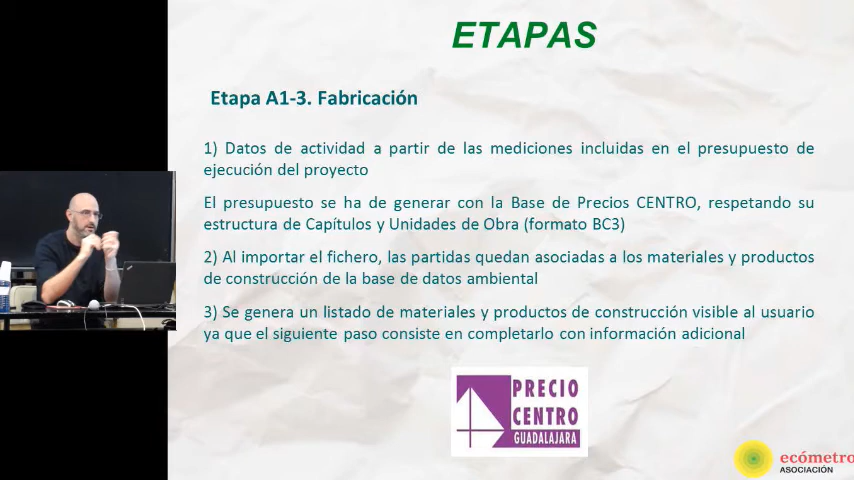 ETAPAS
Etapa A1-3. Fabricación
1) Datos de actividad a partir de las mediciones incluidas en el presupuesto de
ejecución del proyecto
El presupuesto se ha de generar con la Base de Precios CENTRO, respetando su
estructura de Capítulos y Unidades de Obra (formato BC3)
2) Al importar el fichero, las partidas quedan asociadas a los materiales y productos
de construcción de la base de datos ambiental
3) Se genera un listado de materiales y productos de construcción visible al usuario
ya que el siguiente paso consiste en completarlo con información adicional
PRECIO
CENTRO
GUADALAJARA
ecómetro
ASOCIACIÓN